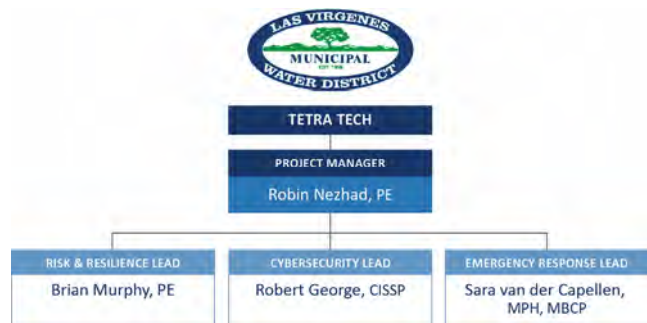 LAS VIRGENES
MUNICIPAL
WATER DISTRICT
TETRA TECH
PROJECT MANAGER
Robin Nezhad, PE
RISK & RESILIENCE LEAD
Brian Murphy, PE
CYBERSECURITY LEAD
Robert George, CISSP
EMERGENCY RESPONSE LEAD
Sara van der Capellen,
MPH, MBCP